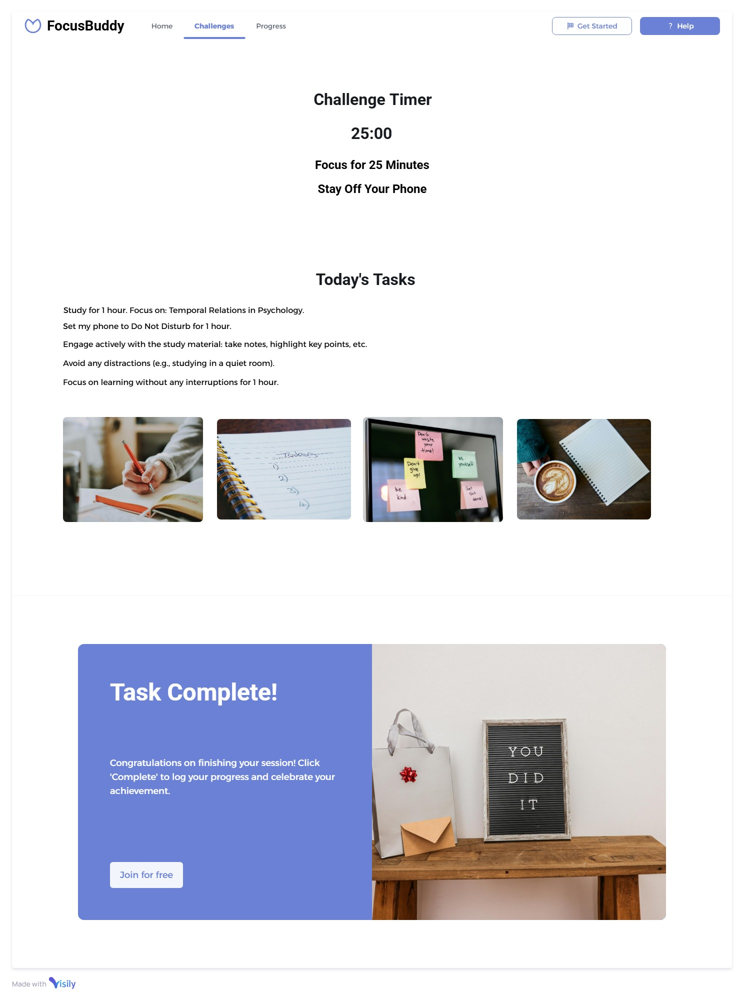 FocusBuddy
Home
Challenges
Progress
Get Started
? Help
Challenge Timer
25:00
Focus for 25 Minutes
Stay Off Your Phone
Today's Tasks
Study for 1 hour. Focus on: Temporal Relations in Psychology.
Set my phone to Do Not Disturb for 1 hour.
Engage actively with the study material: take notes, highlight key points, etc.
Avoid any distractions (e.g., studying in a quiet room).
Focus on learning without any interruptions for 1 hour.
Today
1)
2)
3)
4)
Don't
waste
your
time!
Don't
give
up!
BE
yourself
Be
kind
Get
shit
done!
Task Complete!
Congratulations on finishing your session! Click
'Complete' to log your progress and celebrate your
achievement.
Join for free
YOU
DID
IT
Made with Visily